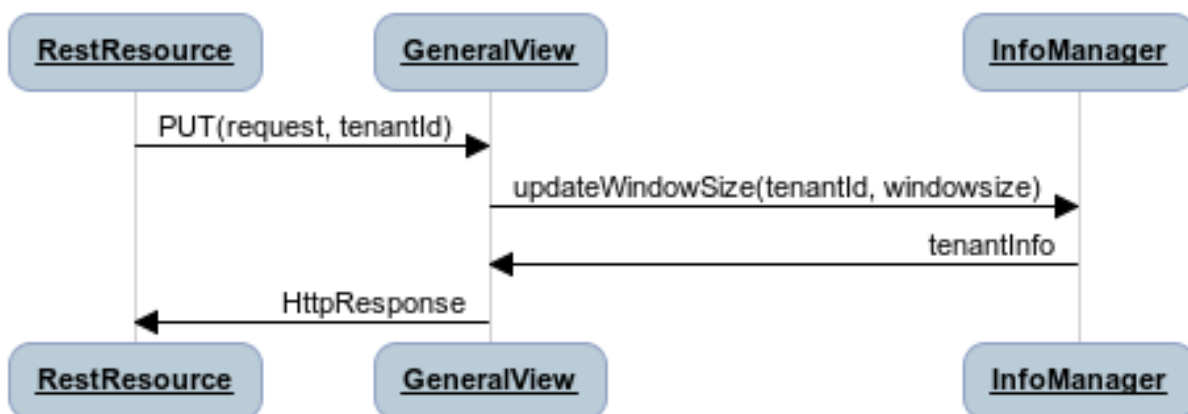 RestResource GeneralView InfoManager
PUT(request, tenantId)
updateWindowSize(tenantId, windowsize)
tenantInfo
HttpResponse
RestResource GeneralView InfoManager